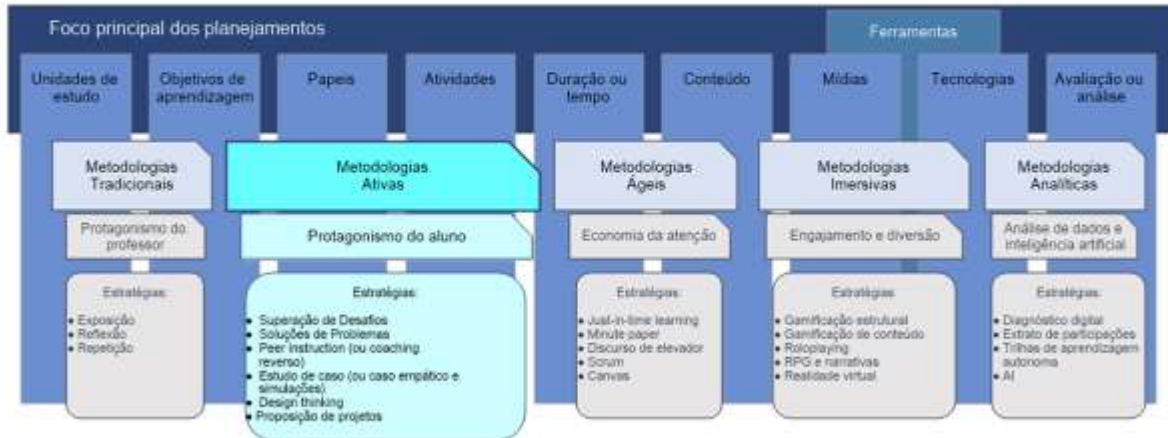 Foco principal dos planejamentos
Ferramentas
Unidades de
estudo
Objetivos de
aprendizagem
Papeis
Atividades
Duração ou
tempo
Conteúdo
Mídias
Tecnologias
Avaliação ou
análise
Metodologias
Tradicionais
Metodologias
Ativas
Metodologias
Ágeis
Metodologias
Imersivas
Metodologias
Analíticas
Protagonismo do
professor
Protagonismo do aluno
Economia da atenção
Engajamento e diversão
Análise de dados e
inteligência artificial
Estratégias:
• Exposição
• Reflexão
• Repetição
Estratégias:
• Superação de Desafios
• Soluções de Problemas
• Peer instruction (ou coaching
reverso)
• Estudo de caso (ou caso empático e
simulações)
• Design thinking
• Proposição de projetos
Estratégias:
• Just-in-time learning
• Minute paper
• Discurso de elevador
• Scrum
• Canvas
Estratégias:
• Gamificação estrutural
• Gamificação de conteúdo
• Roloplaying
• RPG e narrativas
• Realidade virtual
Estratégias:
• Diagnóstico digital
• Extrato de participações
• Trilhas de aprendizagem
autonoma
• AI